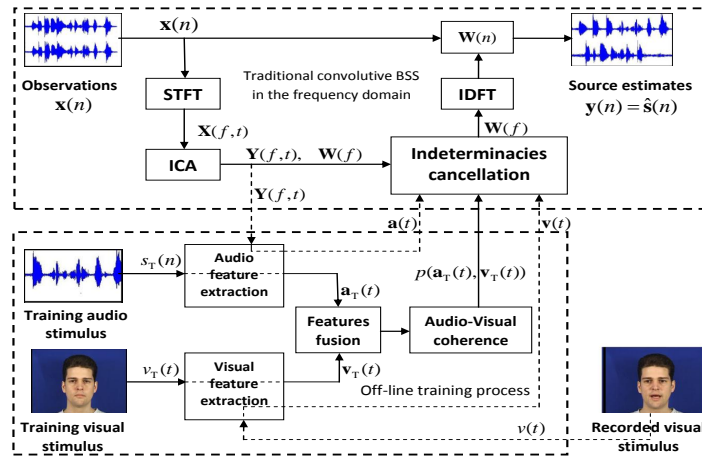 x(n)
W(n)
Observations
x(n)
STFT
Traditional convolutive BSS
in the frequency domain
IDFT
Source estimates
y(n) = ŝ(n)
X(f,t)
W(f)
ICA
Y(f,t), W(f)
Indeterminacies
cancellation
Y(f,t)
a(t)
v(t)
s_T(n)
Audio
feature
extraction
a_T(t)
p(a_T(t), v_T(t))
Training audio
stimulus
Features
fusion
Audio-Visual
coherence
v_T(t)
Visual
feature
extraction
v_T(t)
Off-line training process
Training visual
stimulus
v(t)
Recorded visual
stimulus